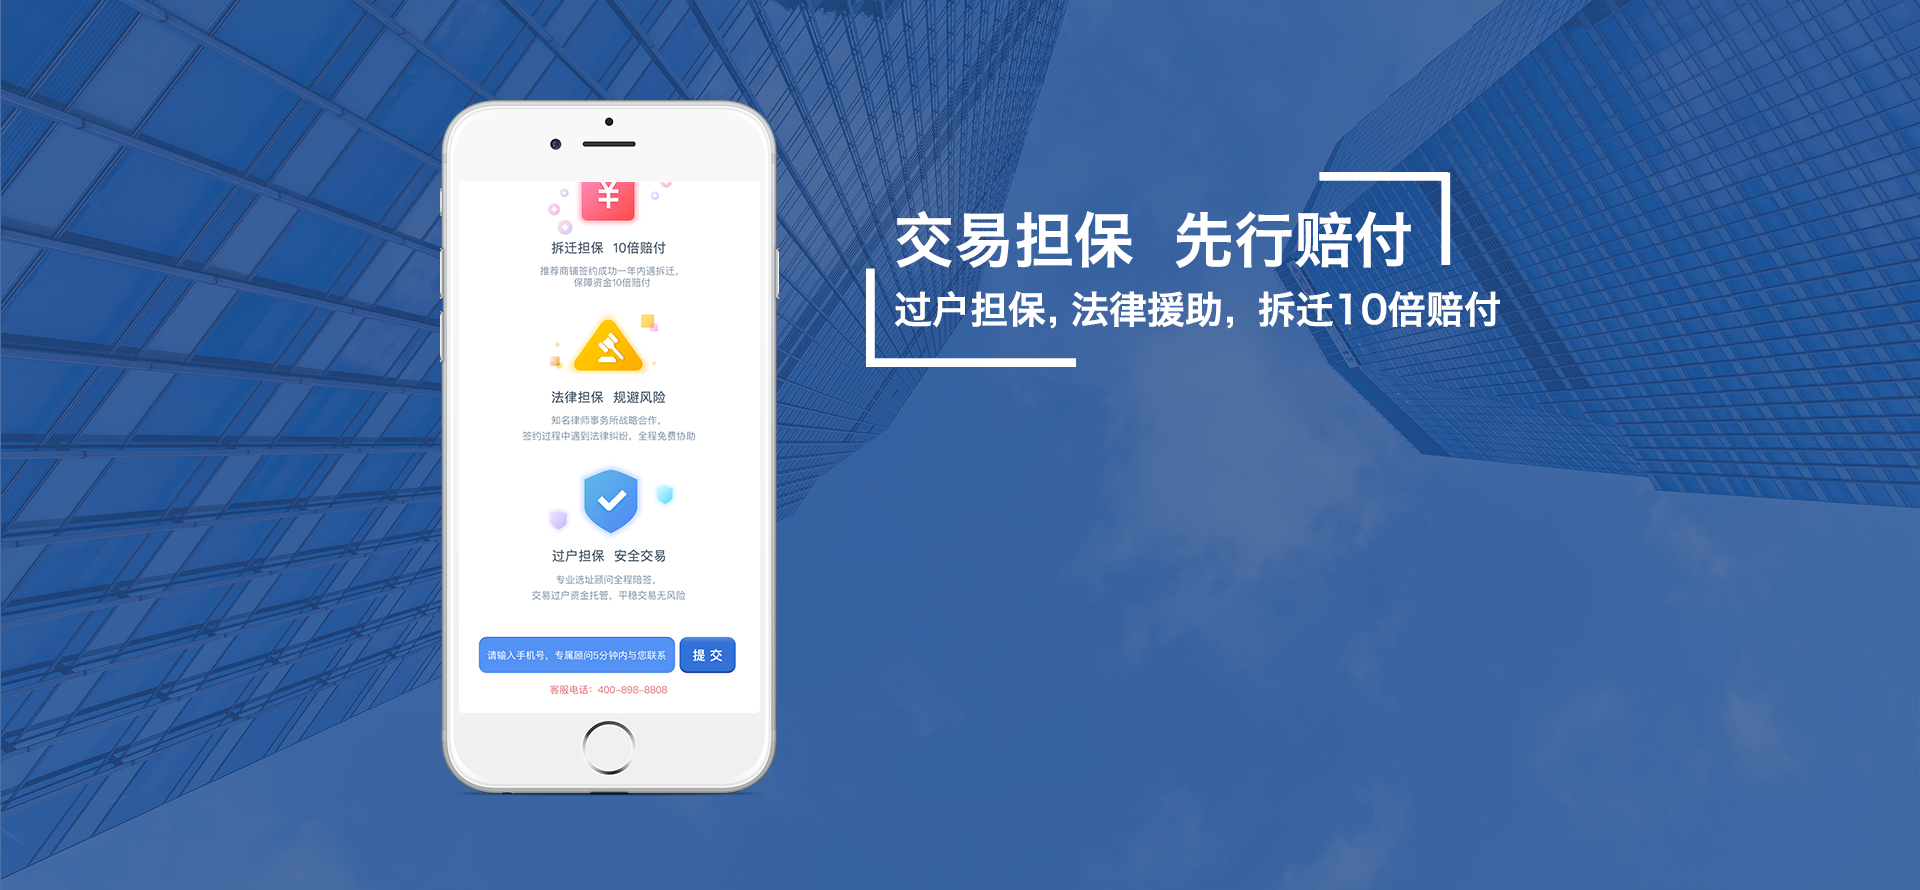 ¥
拆迁担保 10倍赔付
推荐商铺签约成功一年内遇拆迁,
保障资金10倍赔付
法律担保 规避风险
知名律师事务所战略合作,
签约过程中遇到法律纠纷, 全程免费协助
过户担保 安全交易
专业选址顾问全程陪签,
交易过户资金托管, 平稳交易无风险
请输入手机号, 专属顾问5分钟内与您联系
提 交
客服电话: 400-898-8808
交易担保 先行赔付
过户担保, 法律援助, 拆迁10倍赔付